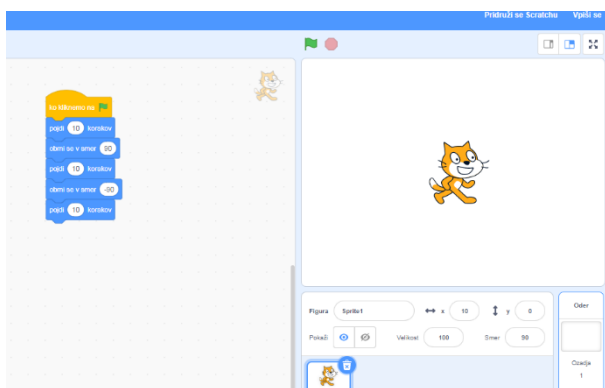 Pridruži se Scratchu Vpiši se
ko kliknemo na
pojdi 10 korakov
obrni se v smer 90
pojdi 10 korakov
obrni se v smer -90
pojdi 10 korakov
Figura Sprite1 x 10 y 0
Pokaži Velikost 100 Smer 90
Oder
Ozadja
1